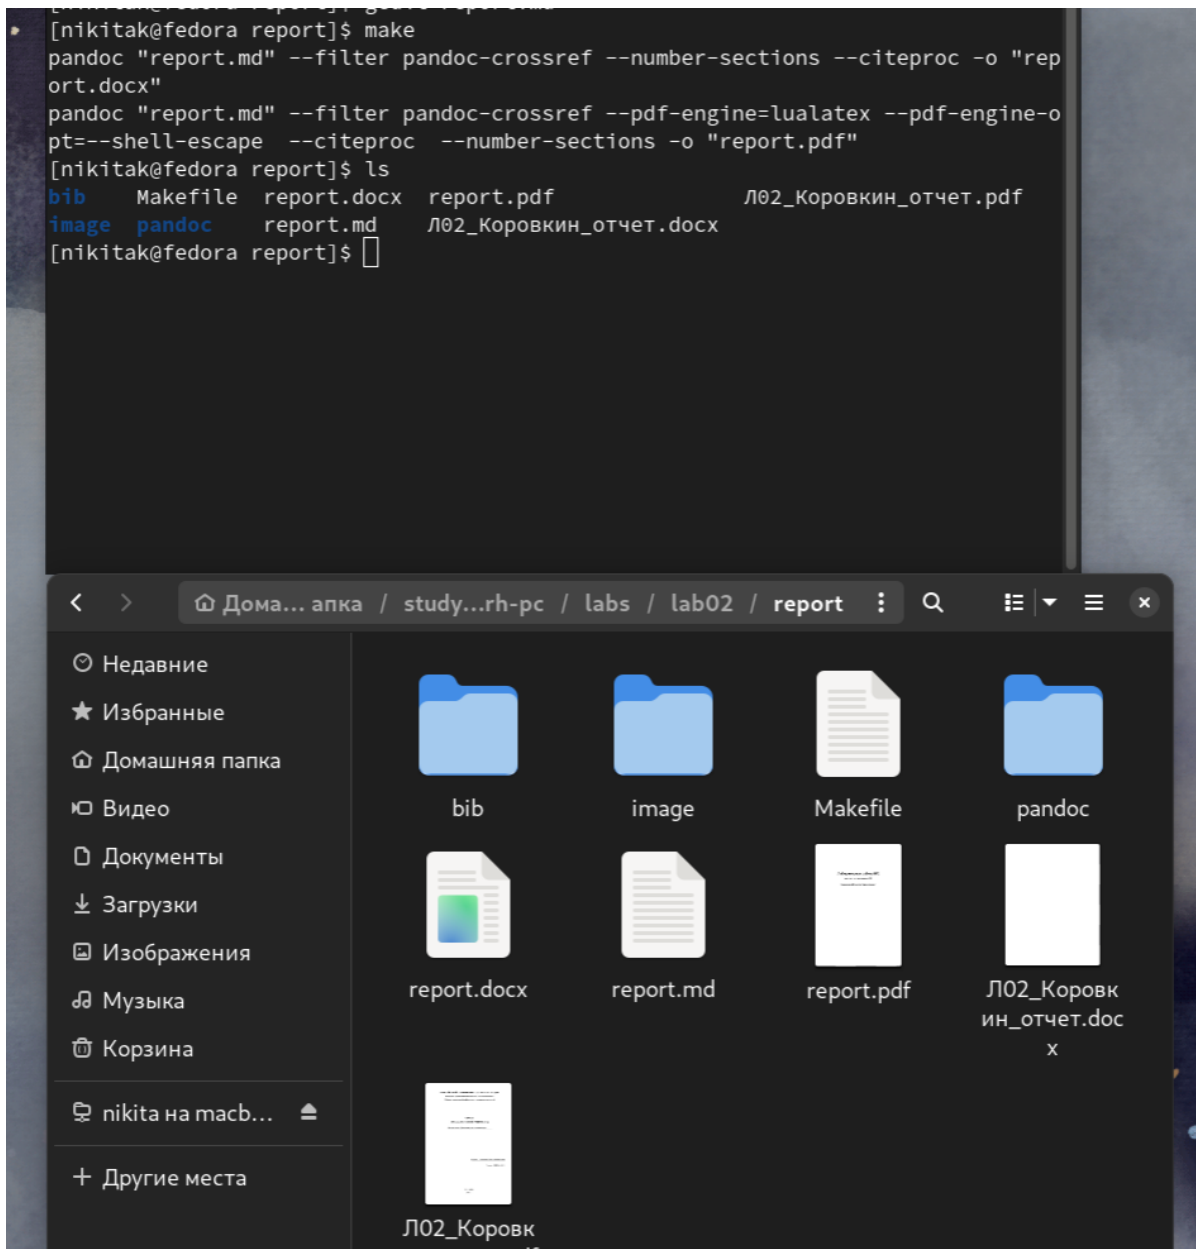 [nikitak@fedora report]$ make
pandoc "report.md" --filter pandoc-crossref --number-sections --citeproc -o "rep
ort.docx"
pandoc "report.md" --filter pandoc-crossref --pdf-engine=lualatex --pdf-engine-o
pt=--shell-escape  --citeproc  --number-sections -o "report.pdf"
[nikitak@fedora report]$ ls
bib    Makefile  report.docx  report.pdf    Л02_Коровкин_отчет.pdf
image  pandoc    report.md    Л02_Коровкин_отчет.docx
[nikitak@fedora report]$
Дома... апка / study...rh-pc / labs / lab02 / report
Недавние
Избранные
Домашняя папка
Видео
Документы
Загрузки
Изображения
Музыка
Корзина
nikita на macb...
Другие места
bib
image
Makefile
pandoc
report.docx
report.md
report.pdf
Л02_Коровк
ин_отчет.doc
x
Л02_Коровк